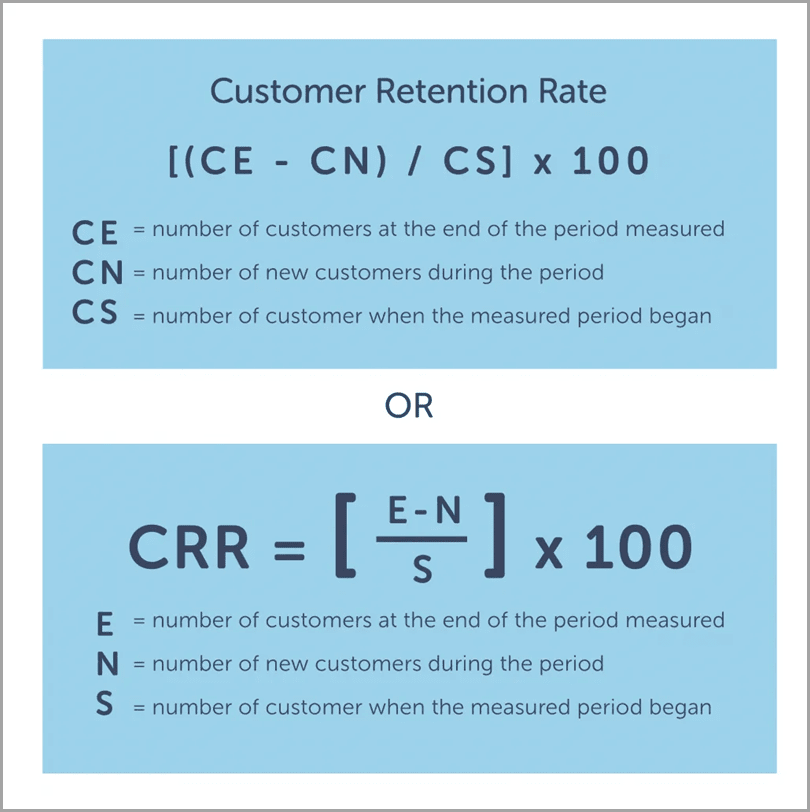 Customer Retention Rate
[(CE - CN) / CS] x 100
CE = number of customers at the end of the period measured
CN = number of new customers during the period
CS = number of customer when the measured period began
OR
CRR = [ E-N / S ] x 100
E = number of customers at the end of the period measured
N = number of new customers during the period
S = number of customer when the measured period began